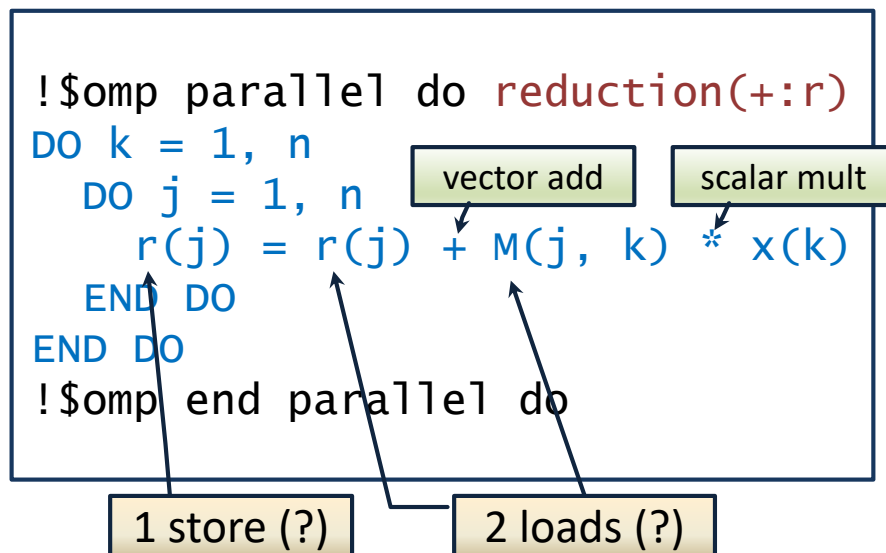 !$omp parallel do reduction(+:r)
DO k = 1, n
vector add
scalar mult
DO j = 1, n
r(j) = r(j) + M(j, k) * x(k)
END DO
END DO
!$omp end parallel do
1 store (?)
2 loads (?)